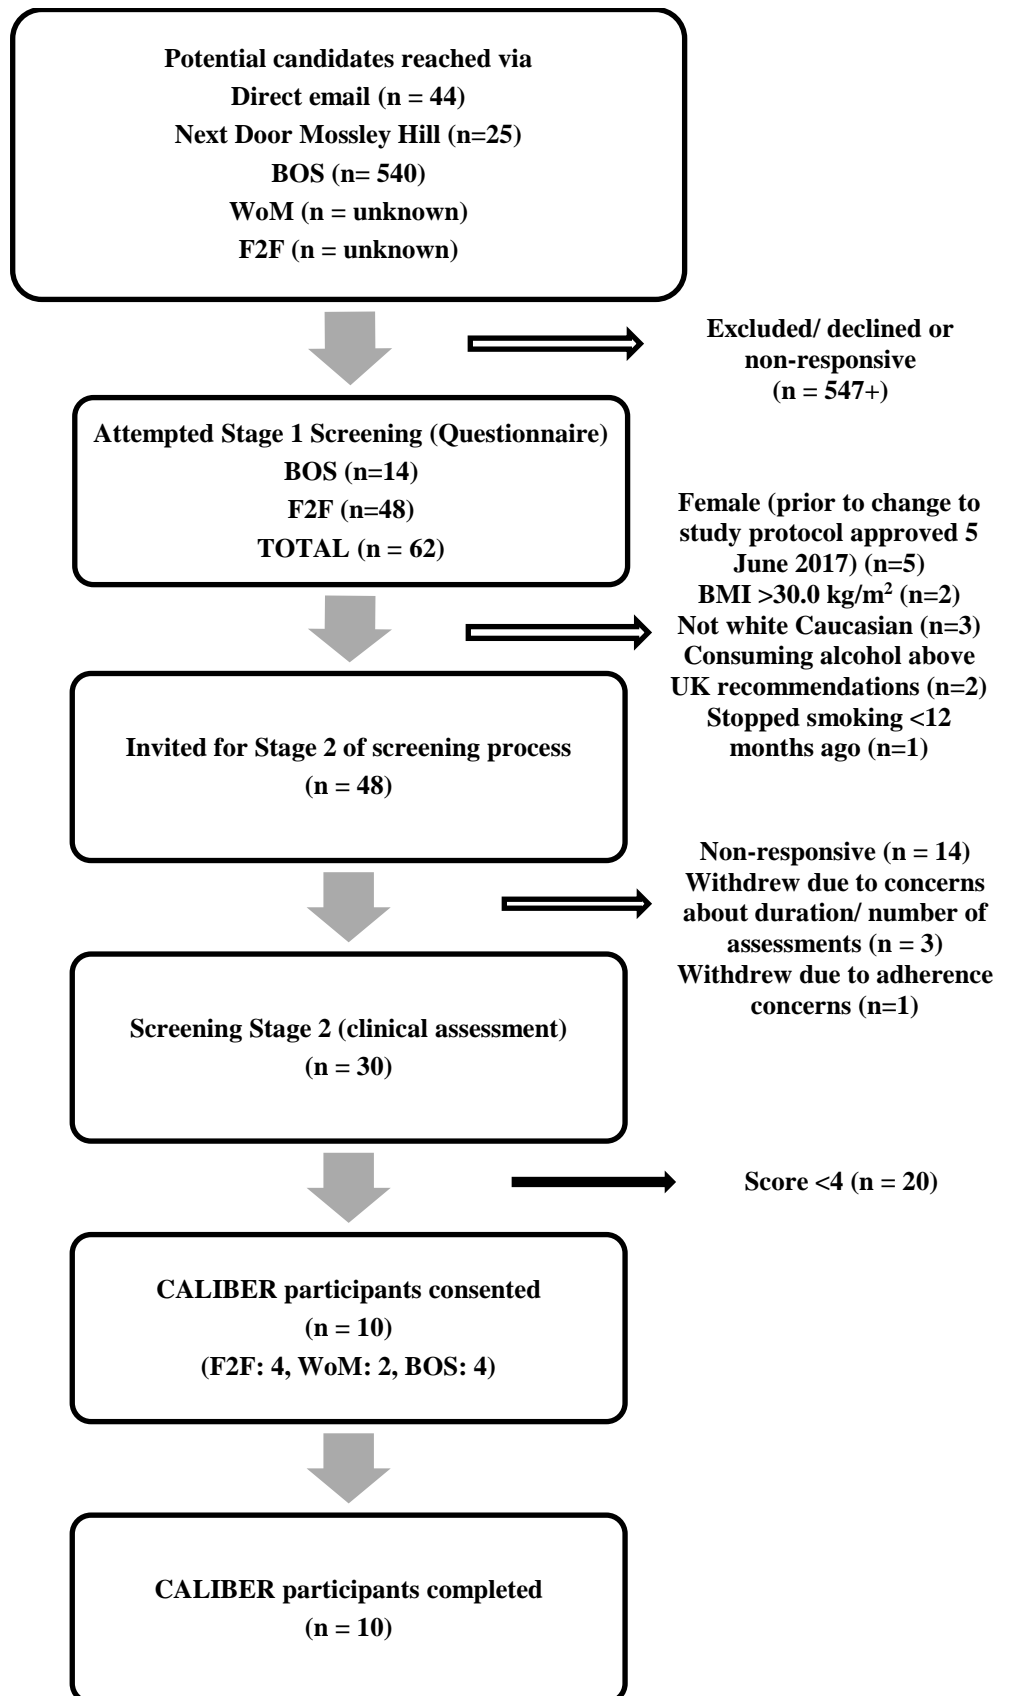 Potential candidates reached via
Direct email (n = 44)
Next Door Mossley Hill (n=25)
BOS (n= 540)
WoM (n = unknown)
F2F (n = unknown)
Excluded/ declined or
non-responsive
(n = 547+)
Attempted Stage 1 Screening (Questionnaire)
BOS (n=14)
F2F (n=48)
TOTAL (n = 62)
Female (prior to change to
study protocol approved 5
June 2017) (n=5)
BMI >30.0 kg/m² (n=2)
Not white Caucasian (n=3)
Consuming alcohol above
UK recommendations (n=2)
Stopped smoking <12
months ago (n=1)
Invited for Stage 2 of screening process
(n = 48)
Non-responsive (n = 14)
Withdrew due to concerns
about duration/ number of
assessments (n = 3)
Withdrew due to adherence
concerns (n=1)
Screening Stage 2 (clinical assessment)
(n = 30)
Score <4 (n = 20)
CALIBER participants consented
(n = 10)
(F2F: 4, WoM: 2, BOS: 4)
CALIBER participants completed
(n = 10)